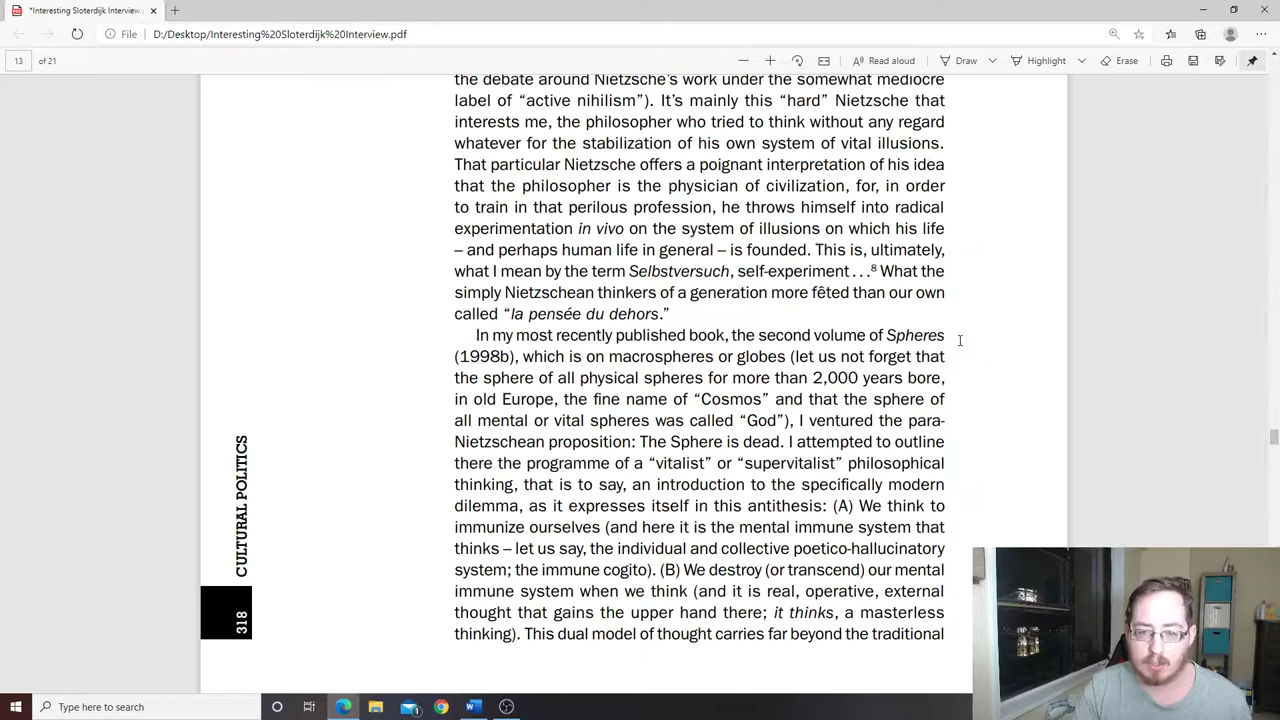 *Interesting Sloterdijk Interview.
File
D:/Desktop/Interesting%20Sloterdijk%20Interview.pdf
13 of 21
Read aloud
Draw
Highlight
Erase
the debate around Nietzsche's work under the somewhat mediocre
label of “active nihilism”). It's mainly this “hard” Nietzsche that
interests me, the philosopher who tried to think without any regard
whatever for the stabilization of his own system of vital illusions.
That particular Nietzsche offers a poignant interpretation of his idea
that the philosopher is the physician of civilization, for, in order
to train in that perilous profession, he throws himself into radical
experimentation in vivo on the system of illusions on which his life
– and perhaps human life in general – is founded. This is, ultimately,
what I mean by the term Selbstversuch, self-experiment . . .⁸ What the
simply Nietzschean thinkers of a generation more fêted than our own
called “la pensée du dehors.”
In my most recently published book, the second volume of Spheres
(1998b), which is on macrospheres or globes (let us not forget that
the sphere of all physical spheres for more than 2,000 years bore,
in old Europe, the fine name of “Cosmos” and that the sphere of
all mental or vital spheres was called “God”), I ventured the para-
Nietzschean proposition: The Sphere is dead. I attempted to outline
there the programme of a “vitalist” or “supervitalist” philosophical
thinking, that is to say, an introduction to the specifically modern
dilemma, as it expresses itself in this antithesis: (A) We think to
immunize ourselves (and here it is the mental immune system that
thinks – let us say, the individual and collective poetico-hallucinatory
system; the immune cogito). (B) We destroy (or transcend) our mental
immune system when we think (and it is real, operative, external
thought that gains the upper hand there; it thinks, a masterless
thinking). This dual model of thought carries far beyond the traditional
CULTURAL POLITICS
318
Type here to search